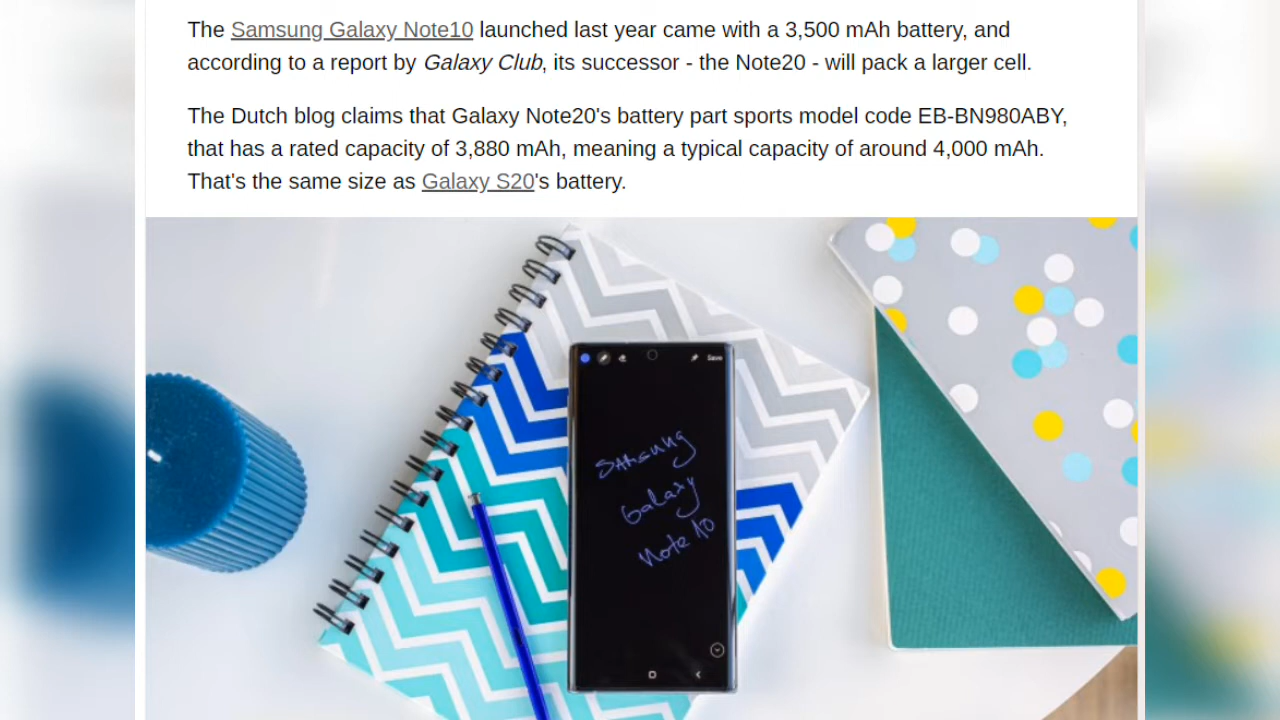 The Samsung Galaxy Note10 launched last year came with a 3,500 mAh battery, and
according to a report by Galaxy Club, its successor - the Note20 - will pack a larger cell.
The Dutch blog claims that Galaxy Note20's battery part sports model code EB-BN980ABY,
that has a rated capacity of 3,880 mAh, meaning a typical capacity of around 4,000 mAh.
That's the same size as Galaxy S20's battery.
Save
Samsung
Galaxy
Note 10